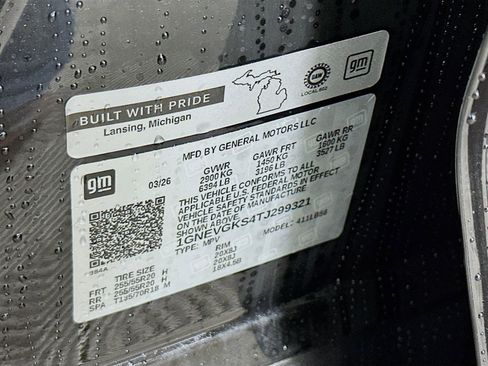 BUILT WITH PRIDE
Lansing, Michigan
UAW
LOCAL 602
gm
MFD BY GENERAL MOTORS LLC
gm
03/26
GVWR GAWR FRT GAWR RR
2900 KG 1450 KG 1600 KG
6394 LB 3196 LB 3527 LB
THIS VEHICLE CONFORMS TO ALL
APPLICABLE U.S. FEDERAL MOTOR
VEHICLE SAFETY STANDARDS IN EFFECT
ON THE DATE OF MANUFACTURE
SHOWN ABOVE.
1GNEVGKS4TJ299321
TYPE: MPV MODEL:
TIRE SIZE RIM
FRT 255/55R20 H 20X8J
RR 255/55R20 H 20X8J
SPA T135/70R18 M 18X4.5B